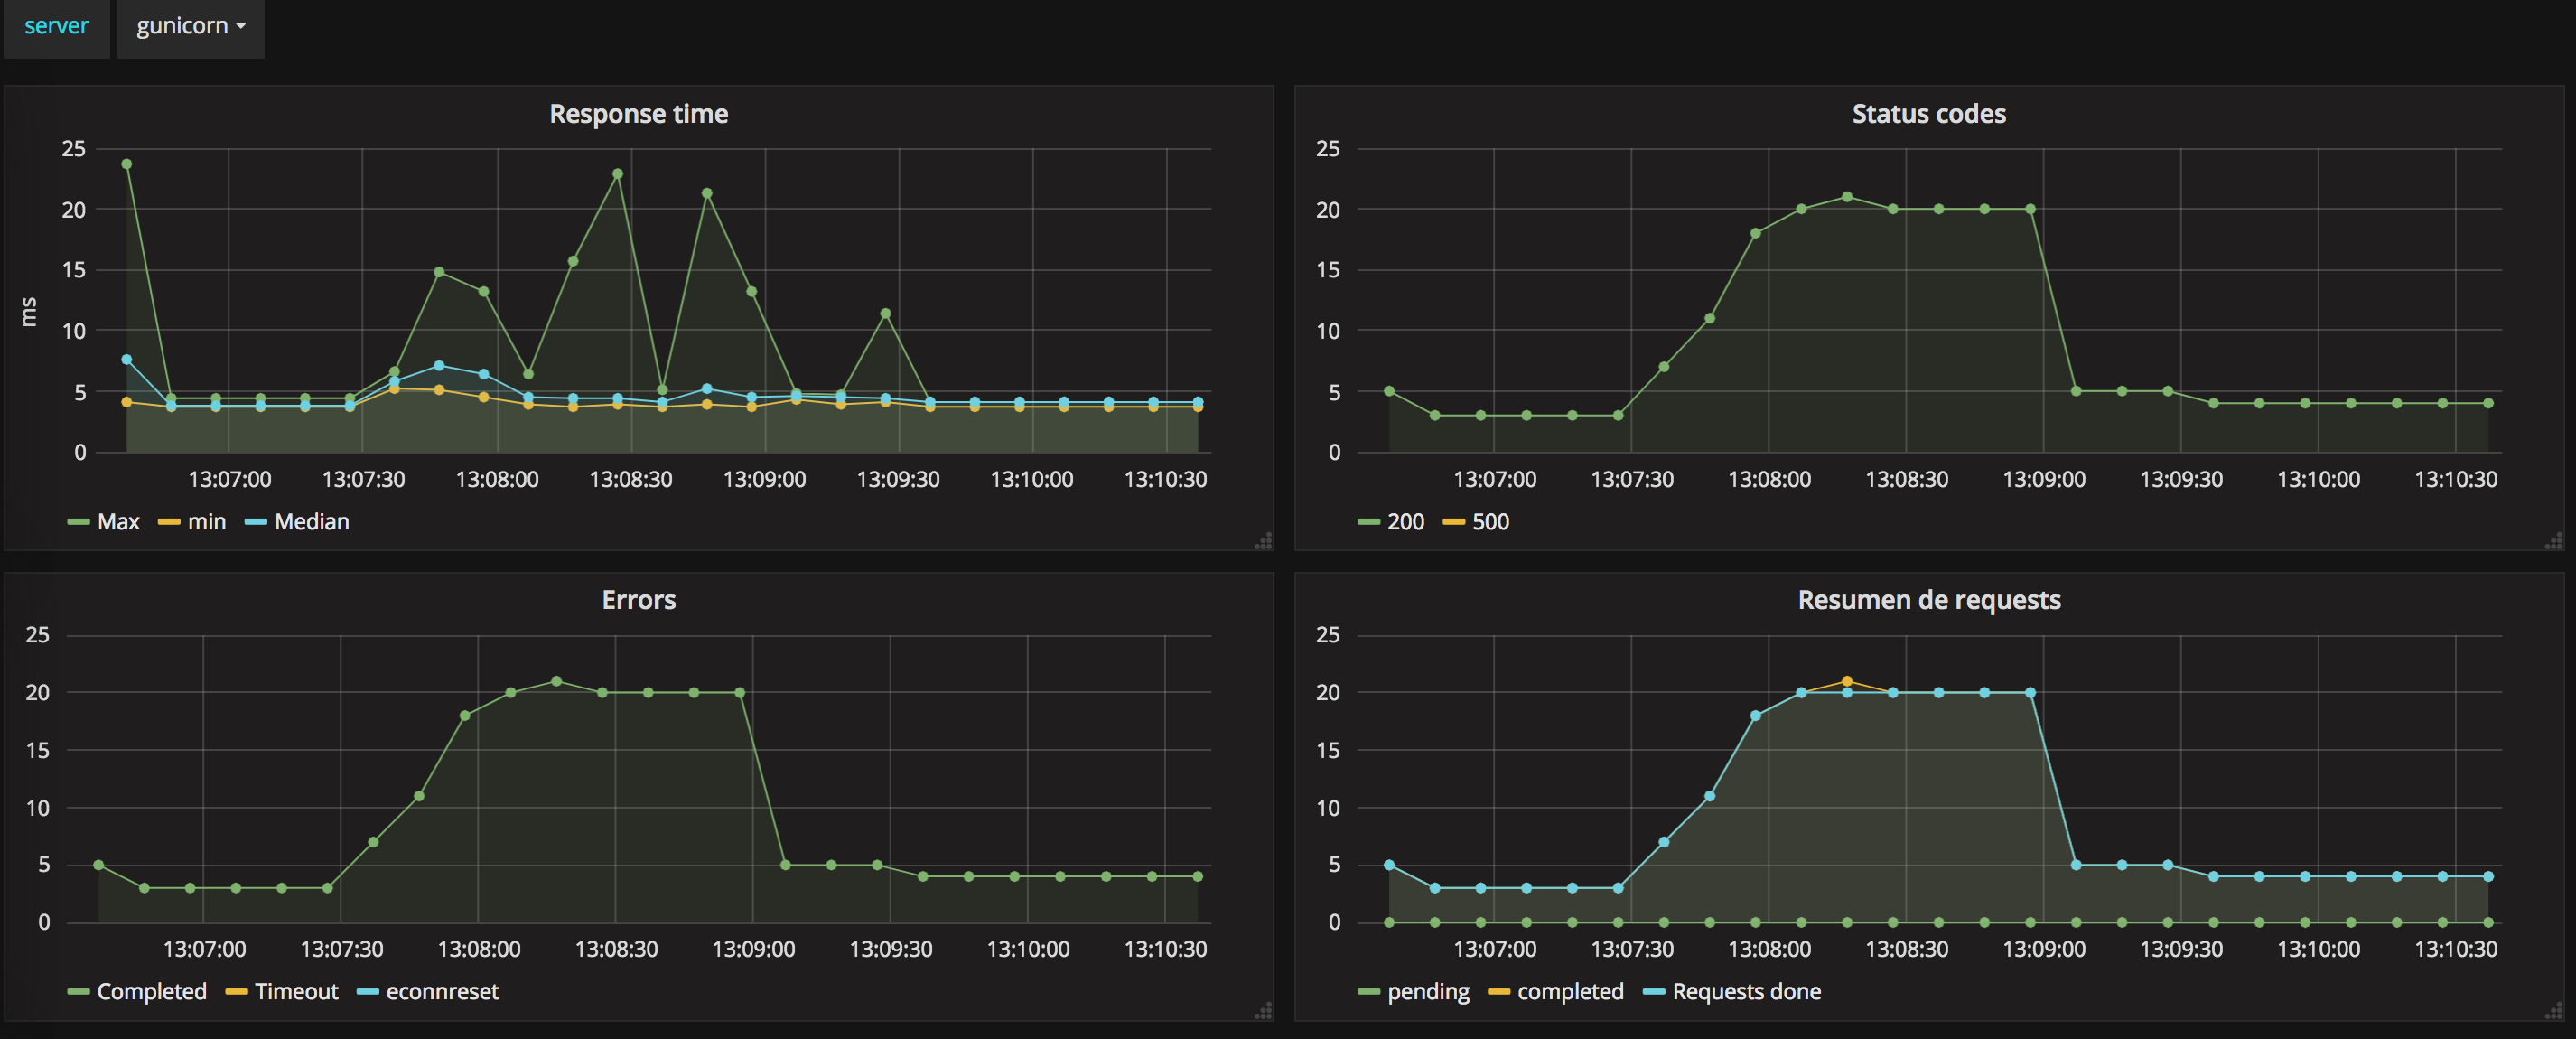 server gunicorn
Response time
25
20
15
10
5
0
ms
13:07:00 13:07:30 13:08:00 13:08:30 13:09:00 13:09:30 13:10:00 13:10:30
Max min Median
Status codes
25
20
15
10
5
0
13:07:00 13:07:30 13:08:00 13:08:30 13:09:00 13:09:30 13:10:00 13:10:30
200 500
Errors
25
20
15
10
5
0
13:07:00 13:07:30 13:08:00 13:08:30 13:09:00 13:09:30 13:10:00 13:10:30
Completed Timeout econnreset
Resumen de requests
25
20
15
10
5
0
13:07:00 13:07:30 13:08:00 13:08:30 13:09:00 13:09:30 13:10:00 13:10:30
pending completed Requests done